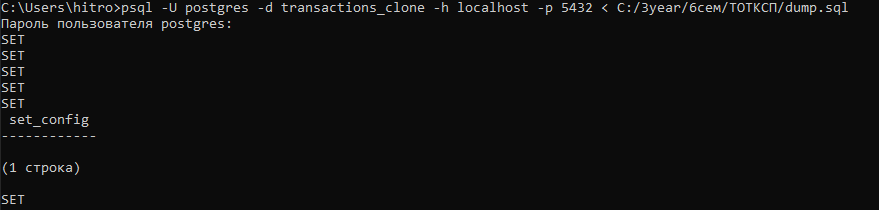 C:\Users\hitro>psql -U postgres -d transactions_clone -h localhost -p 5432 < C:/3year/6сем/ТОТКСП/dump.sql
Пароль пользователя postgres:
SET
SET
SET
SET
SET
 set_config
------------

(1 строка)

SET